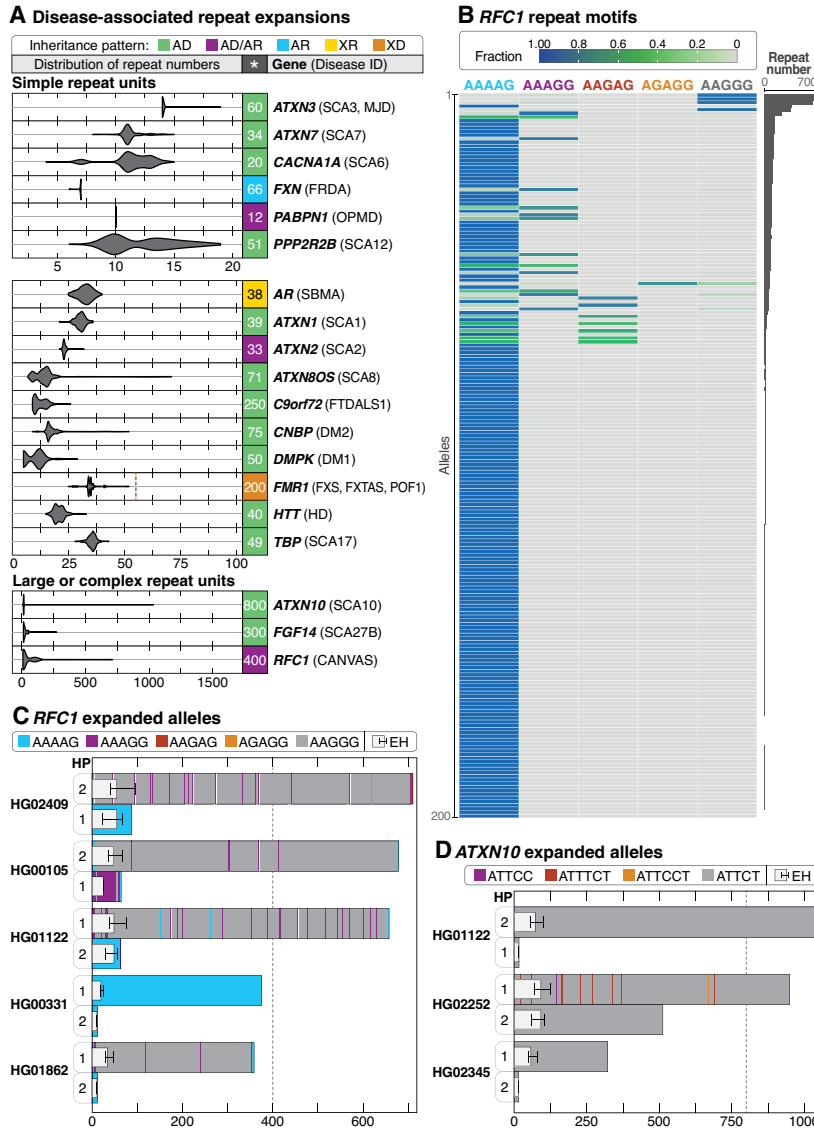 A Disease-associated repeat expansions
Inheritance pattern: AD AD/AR AR XR XD
Distribution of repeat numbers * Gene (Disease ID)
Simple repeat units
60 ATXN3 (SCA3, MJD)
34 ATXN7 (SCA7)
20 CACNA1A (SCA6)
66 FXN (FRDA)
12 PABPN1 (OPMD)
51 PPP2R2B (SCA12)
5 10 15 20
38 AR (SBMA)
39 ATXN1 (SCA1)
33 ATXN2 (SCA2)
71 ATXN8OS (SCA8)
250 C9orf72 (FTDALS1)
75 CNBP (DM2)
50 DMPK (DM1)
200 FMR1 (FXS, FXTAS, POF1)
40 HTT (HD)
49 TBP (SCA17)
0 25 50 75 100
Large or complex repeat units
800 ATXN10 (SCA10)
300 FGF14 (SCA27B)
400 RFC1 (CANVAS)
0 500 1000 1500
B RFC1 repeat motifs
Fraction
1.00 0.8 0.6 0.4 0
Repeat
number
0 700
AAAAG AAAGG AAGAG AGAGG AAGGG
1
Alleles
200
C RFC1 expanded alleles
AAAAG AAAGG AAGAG AGAGG AAGGG EH
HP
HG02409
2
1
HG00105
2
1
HG01122
1
2
HG00331
1
2
HG01862
1
2
0 200 400 600
D ATXN10 expanded alleles
ATTCC ATTTCT ATTCCT ATTCT EH
HP
HG01122
2
1
HG02252
1
2
HG02345
1
2
0 250 500 750 1000